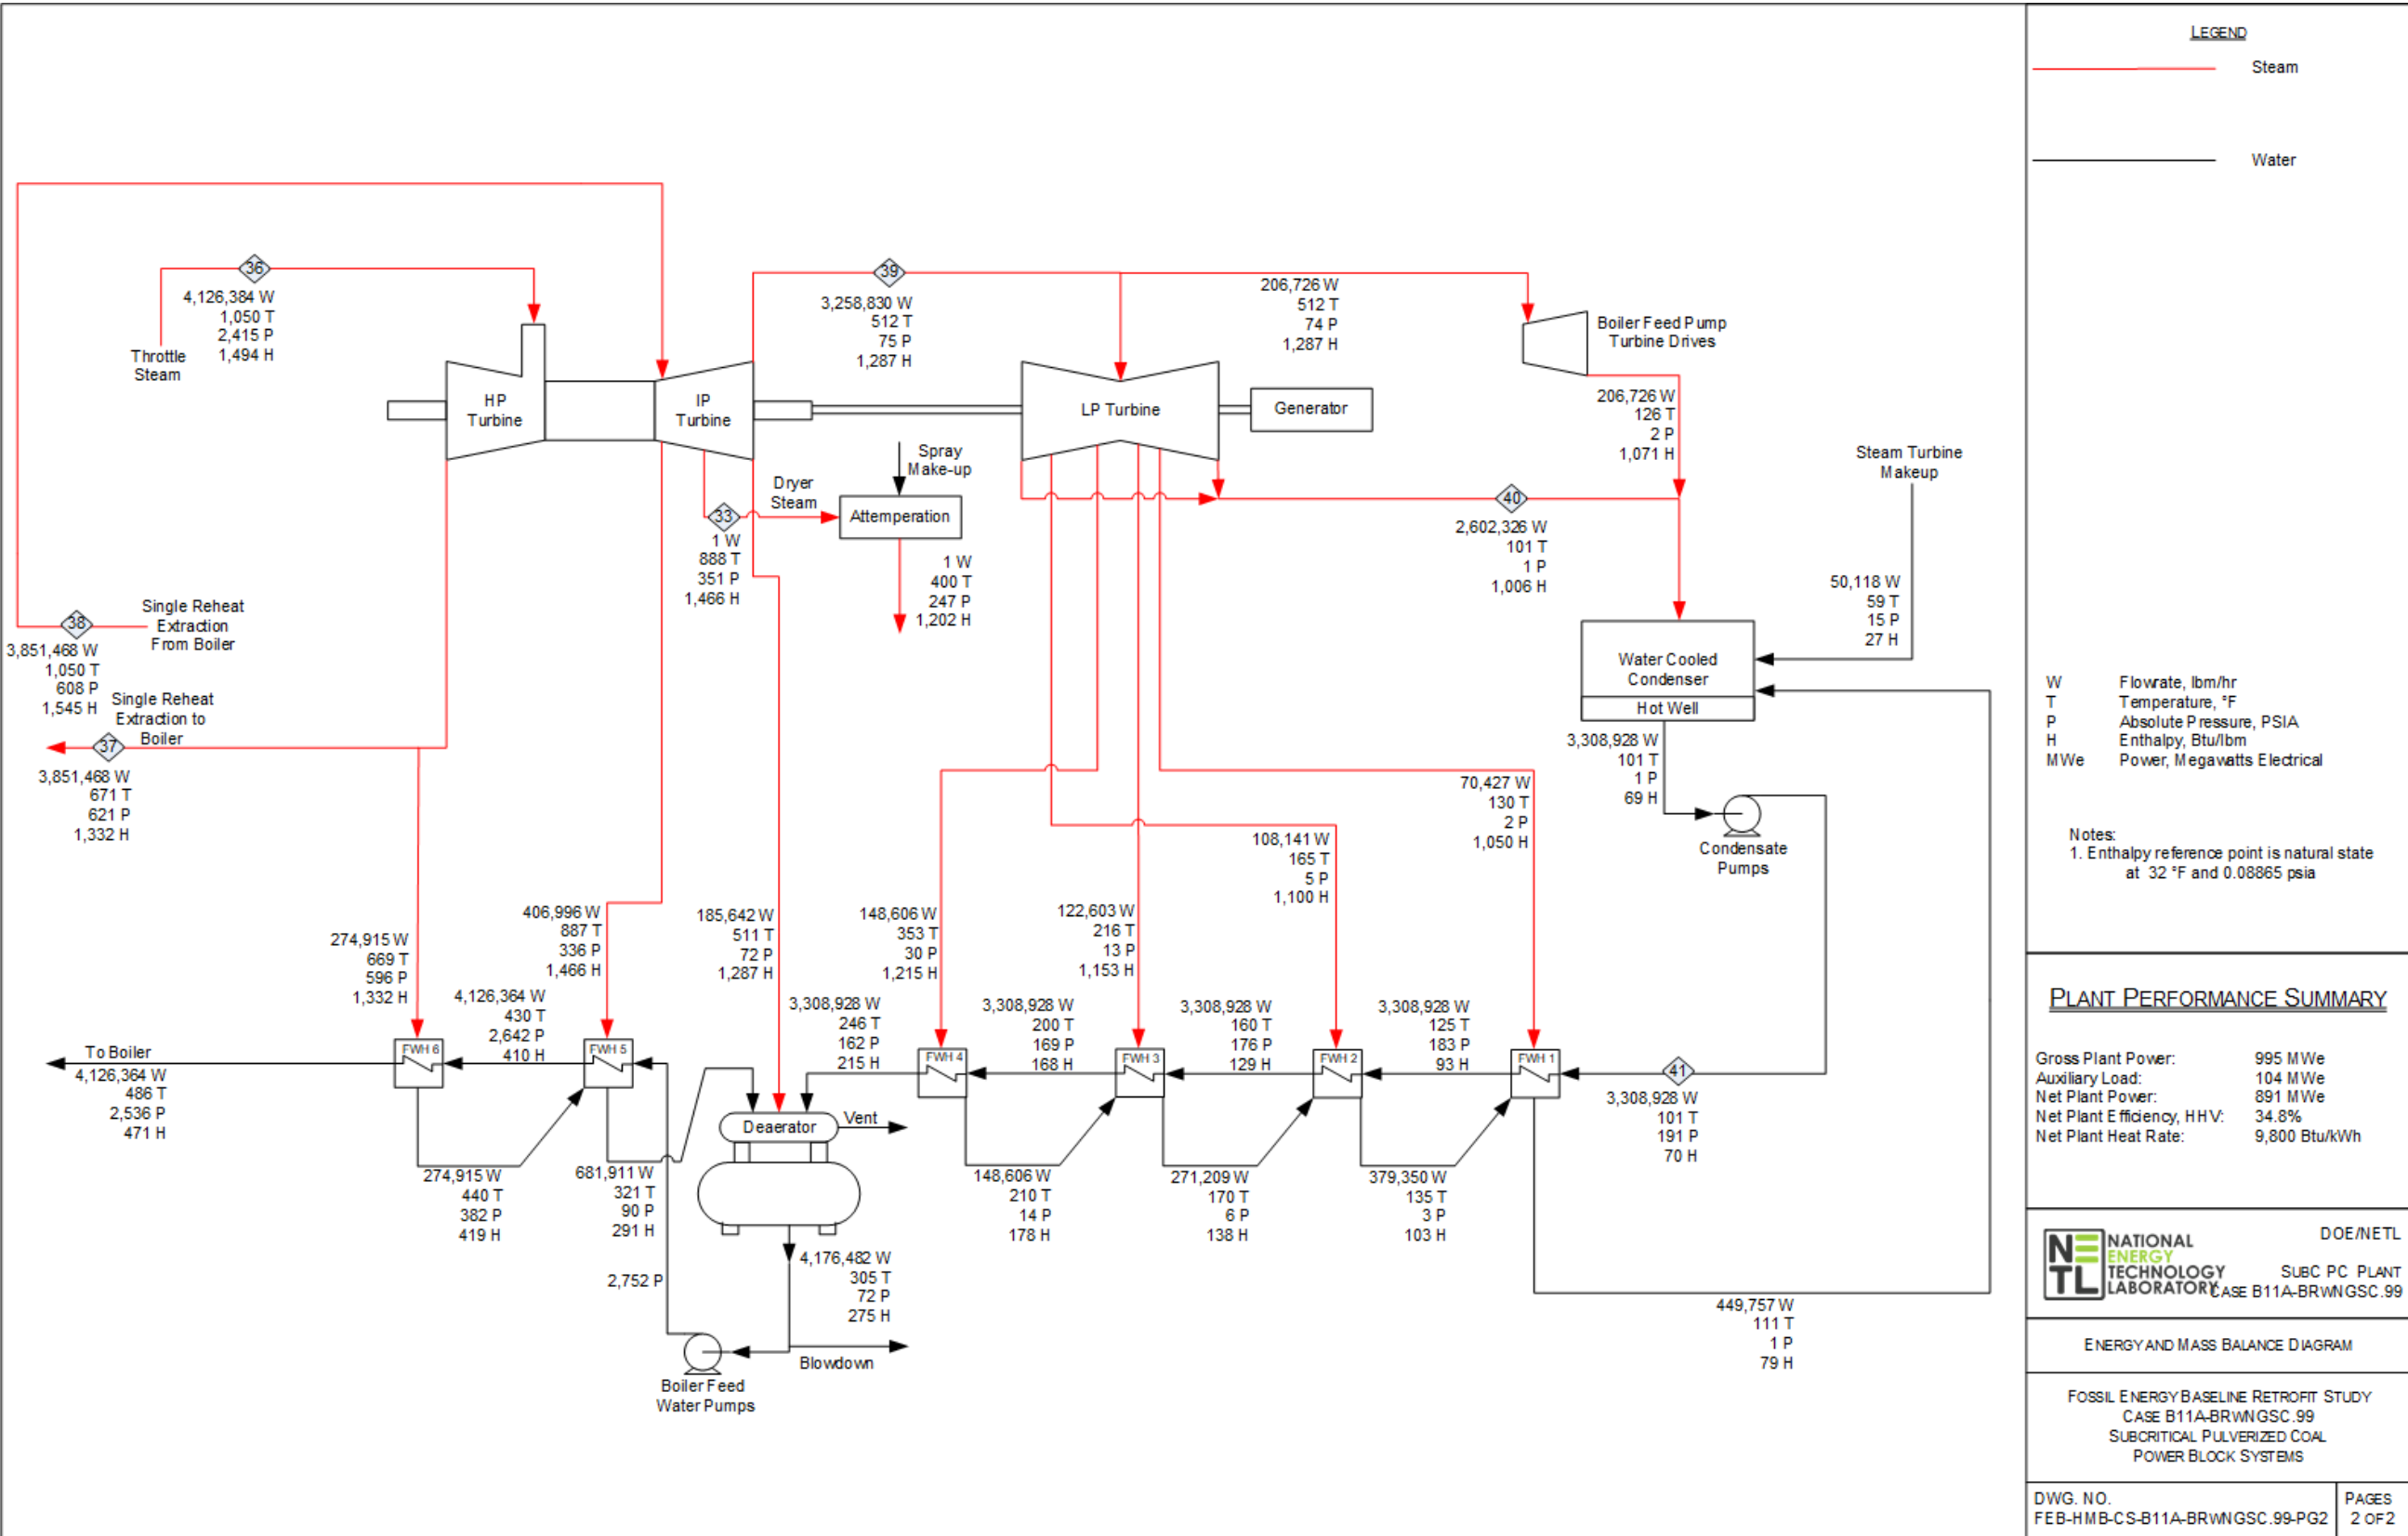 36
4,126,384 W
1,050 T
2,415 P
1,494 H
Throttle
Steam
39
3,258,830 W
512 T
75 P
1,287 H
206,726 W
512 T
74 P
1,287 H
Boiler Feed Pump
Turbine Drives
HP
Turbine
IP
Turbine
LP Turbine
Generator
206,726 W
126 T
2 P
1,071 H
Spray
Make-up
Dryer
Steam
33
Attemperation
1 W
888 T
351 P
1,466 H
1 W
400 T
247 P
1,202 H
40
2,602,326 W
101 T
1 P
1,006 H
Steam Turbine
Makeup
50,118 W
59 T
15 P
27 H
38
Single Reheat
Extraction
From Boiler
3,851,468 W
1,050 T
608 P
1,545 H
Single Reheat
Extraction to
Boiler
37
3,851,468 W
671 T
621 P
1,332 H
Water Cooled
Condenser
Hot Well
3,308,928 W
101 T
1 P
69 H
Condensate
Pumps
70,427 W
130 T
2 P
1,050 H
108,141 W
165 T
5 P
1,100 H
122,603 W
216 T
13 P
1,153 H
148,606 W
353 T
30 P
1,215 H
185,642 W
511 T
72 P
1,287 H
406,996 W
887 T
336 P
1,466 H
274,915 W
669 T
596 P
1,332 H
4,126,364 W
430 T
2,642 P
410 H
3,308,928 W
246 T
162 P
215 H
3,308,928 W
200 T
169 P
168 H
3,308,928 W
160 T
176 P
129 H
3,308,928 W
125 T
183 P
93 H
To Boiler
4,126,364 W
486 T
2,536 P
471 H
FWH 6
FWH 5
FWH 4
FWH 3
FWH 2
FWH 1
41
3,308,928 W
101 T
191 P
70 H
Deaerator
Vent
274,915 W
440 T
382 P
419 H
681,911 W
321 T
90 P
291 H
148,606 W
210 T
14 P
178 H
271,209 W
170 T
6 P
138 H
379,350 W
135 T
3 P
103 H
4,176,482 W
305 T
72 P
275 H
2,752 P
Blowdown
Boiler Feed
Water Pumps
449,757 W
111 T
1 P
79 H
LEGEND
Steam
Water
W Flowrate, lbm/hr
T Temperature, °F
P Absolute Pressure, PSIA
H Enthalpy, Btu/lbm
MWe Power, Megawatts Electrical
Notes:
1. Enthalpy reference point is natural state
at 32 °F and 0.08865 psia
PLANT PERFORMANCE SUMMARY
Gross Plant Power: 995 MWe
Auxiliary Load: 104 MWe
Net Plant Power: 891 MWe
Net Plant Efficiency, HHV: 34.8%
Net Plant Heat Rate: 9,800 Btu/kWh
NETL
NATIONAL
ENERGY
TECHNOLOGY
LABORATORY
DOE/NETL
SUBC PC PLANT
CASE B11A-BRWNGSC.99
ENERGY AND MASS BALANCE DIAGRAM
FOSSIL ENERGY BASELINE RETROFIT STUDY
CASE B11A-BRWNGSC.99
SUBCRITICAL PULVERIZED COAL
POWER BLOCK SYSTEMS
DWG. NO.
FEB-HMB-CS-B11A-BRWNGSC.99-PG2
PAGES
2 OF 2